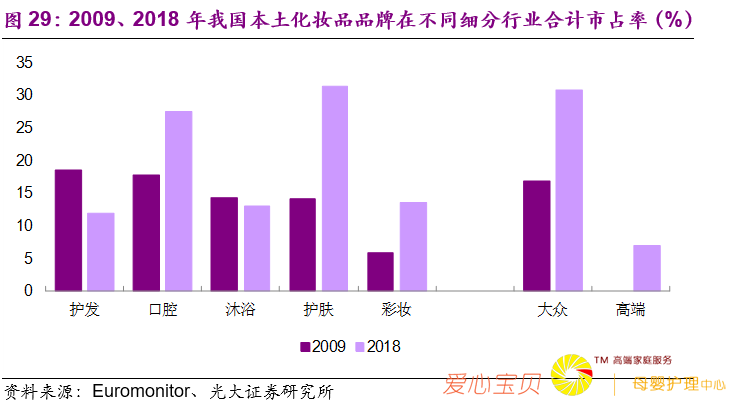 图 29：2009、2018 年我国本土化妆品品牌在不同细分行业合计市占率（%）
35
30
25
20
15
10
5
0
护发 口腔 沐浴 护肤 彩妆 大众 高端
2009 2018
TM 高端家庭服务
爱心宝贝 母婴护理中心
资料来源：Euromonitor、光大证券研究所